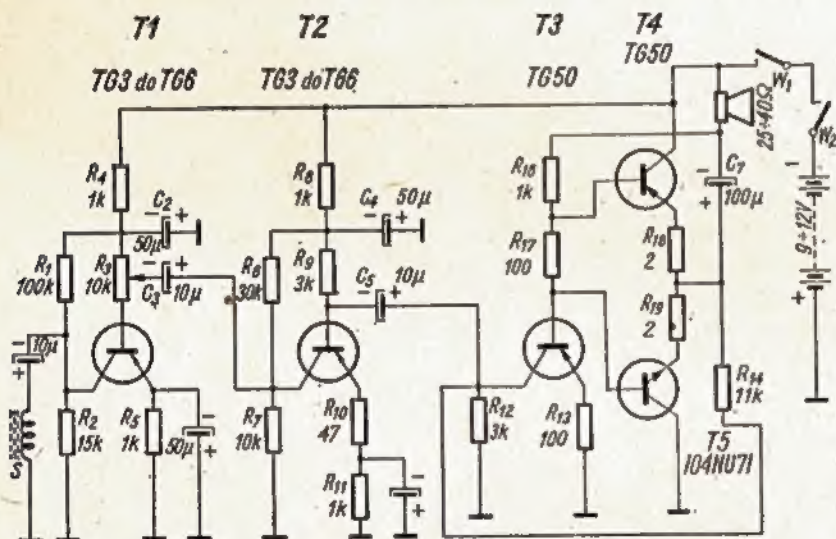 T1 T2 T3 T4
TG3 do TG6 TG3 do TG6 TG50 TG50
R4
1k
C2
50µ
- +
R1
100k
R3
10k
C3
10µ
- +
10µ
-
+
S
R2
15k
R5
1k
50µ
-
+
R8
1k
C4
50µ
- +
R6
30k
R9
3k
C5
10µ
- +
R7
10k
R10
47
R11
1k
-
+
R12
3k
R16
1k
R17
100
R13
100
R18
2
R19
2
R14
11k
T5
104NU71
C7
100µ
-
+
25÷40Ω
W1
W2
-
9÷12V
+